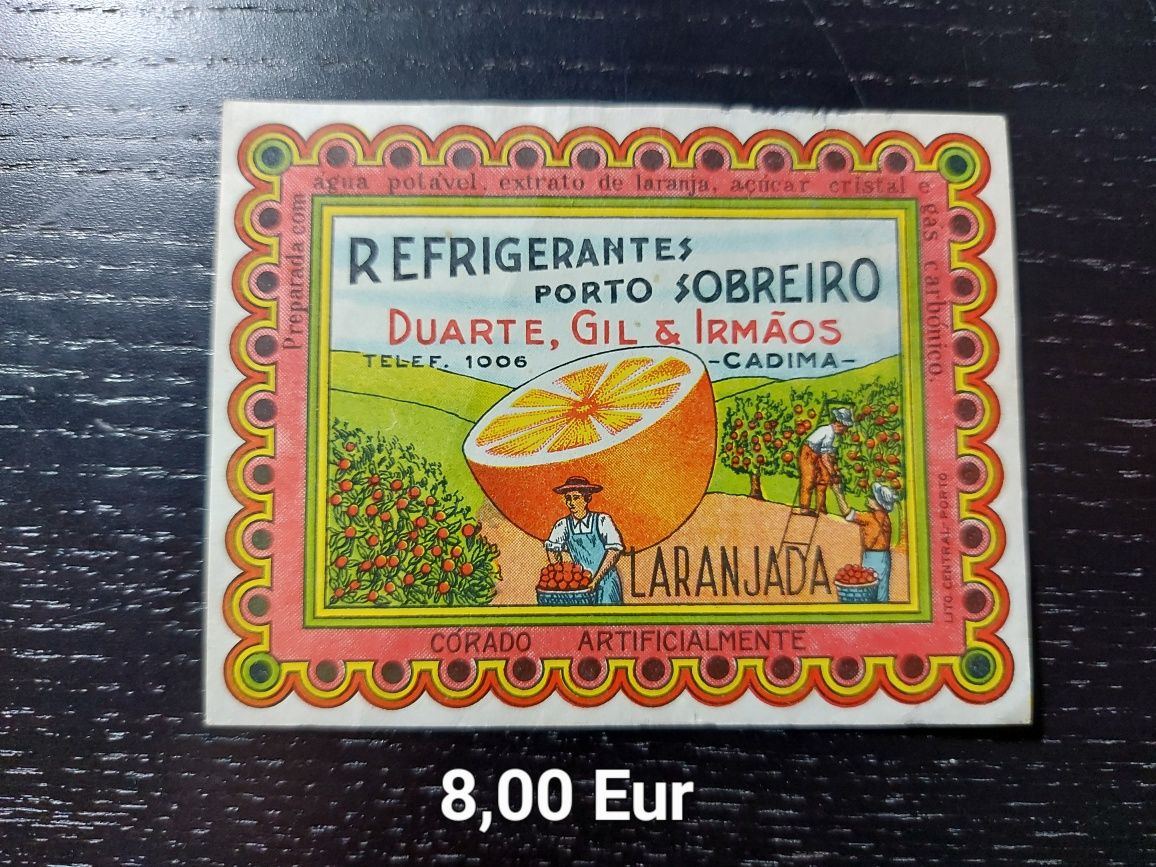 Preparada com água potável, extrato de laranja, açúcar cristal e gás carbónico.
REFRIGERANTES
PORTO SOBREIRO
DUARTE, GIL & IRMÃOS
TELEF. 1006 -CADIMA-
LARANJADA
CORADO ARTIFICIALMENTE
LITO CENTRAL-PORTO
8,00 Eur